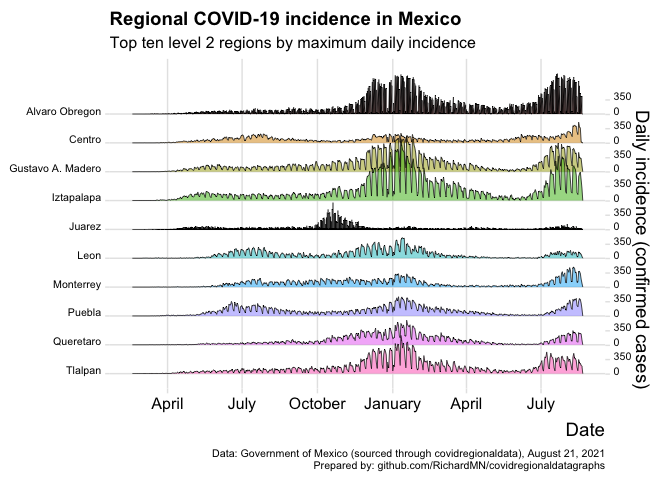 Regional COVID-19 incidence in Mexico
Top ten level 2 regions by maximum daily incidence
Alvaro Obregon
Centro
Gustavo A. Madero
Iztapalapa
Juarez
Leon
Monterrey
Puebla
Queretaro
Tlalpan
350
0
350
0
350
0
350
0
350
0
350
0
350
0
350
0
350
0
350
0
Daily incidence (confirmed cases)
April
July
October
January
April
July
Date
Data: Government of Mexico (sourced through covidregionaldata), August 21, 2021
Prepared by: github.com/RichardMN/covidregionaldatagraphs